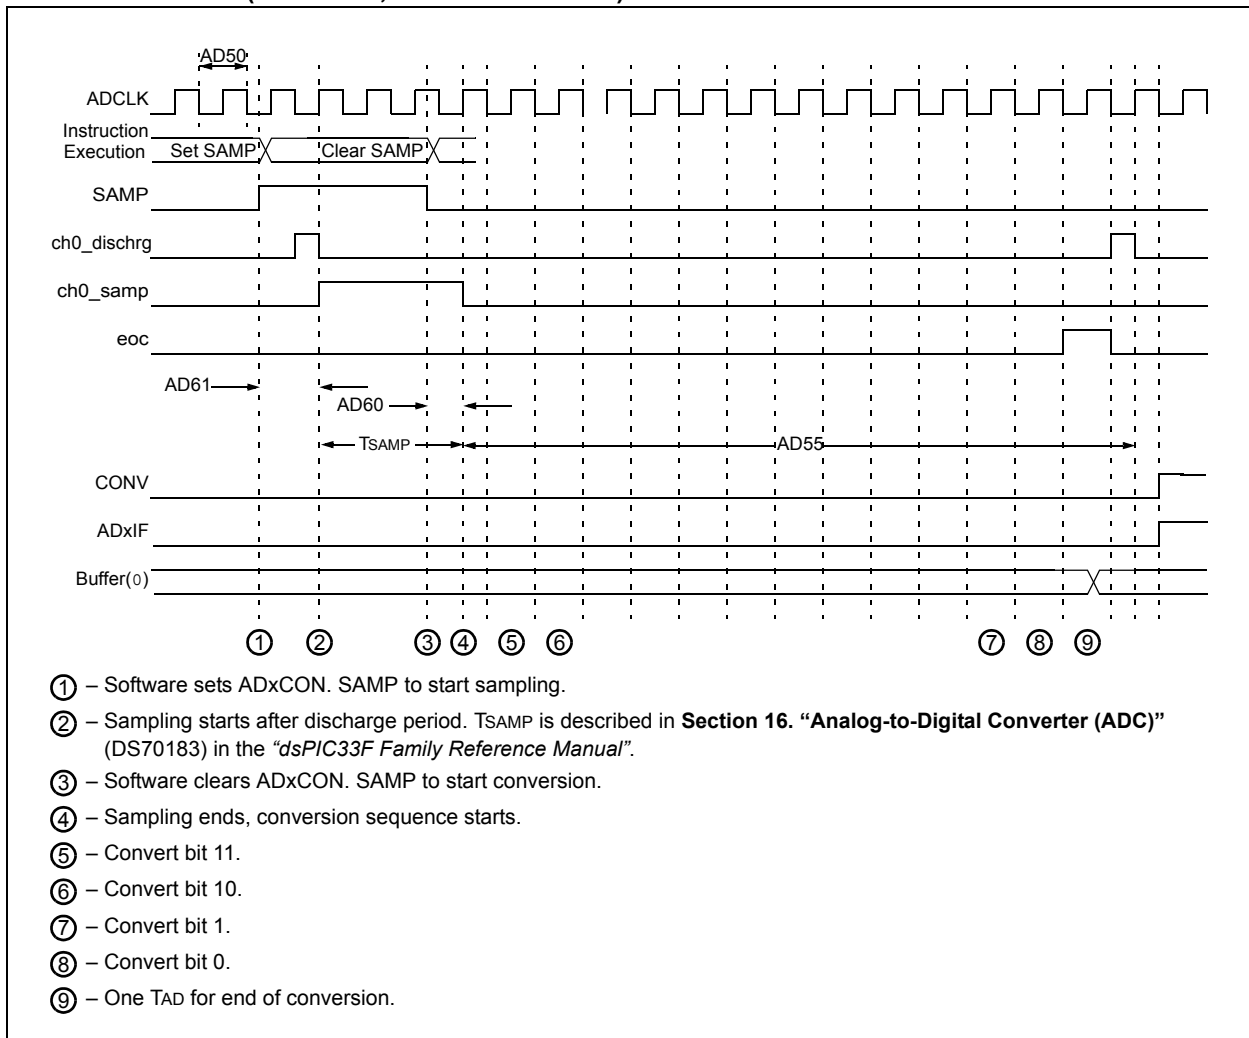 AD50
ADCLK
Instruction
Execution
Set SAMP
Clear SAMP
SAMP
ch0_dischrg
ch0_samp
eoc
AD61
AD60
TSAMP
AD55
CONV
ADxIF
Buffer(0)
1 2 3 4 5 6 7 8 9
1 – Software sets ADxCON. SAMP to start sampling.
2 – Sampling starts after discharge period. TSAMP is described in Section 16. “Analog-to-Digital Converter (ADC)”
(DS70183) in the “dsPIC33F Family Reference Manual”.
3 – Software clears ADxCON. SAMP to start conversion.
4 – Sampling ends, conversion sequence starts.
5 – Convert bit 11.
6 – Convert bit 10.
7 – Convert bit 1.
8 – Convert bit 0.
9 – One TAD for end of conversion.